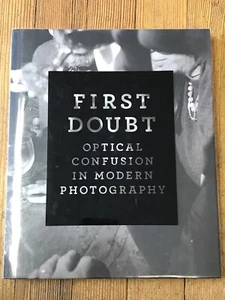 FIRST
DOUBT
OPTICAL
CONFUSION
IN MODERN
PHOTOGRAPHY